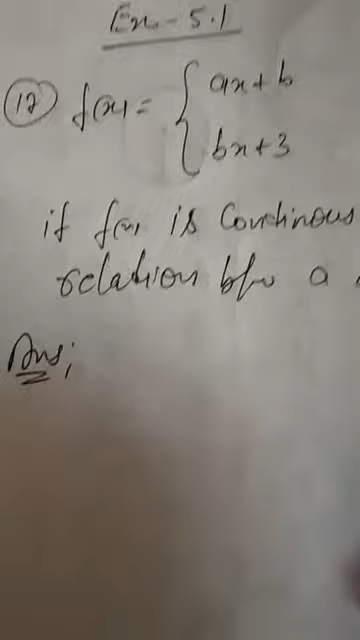 Ex - 5.1
(17) f(x) = { ax + b
bx + 3
if f(x) is Continous
relation b/w a
Ans;